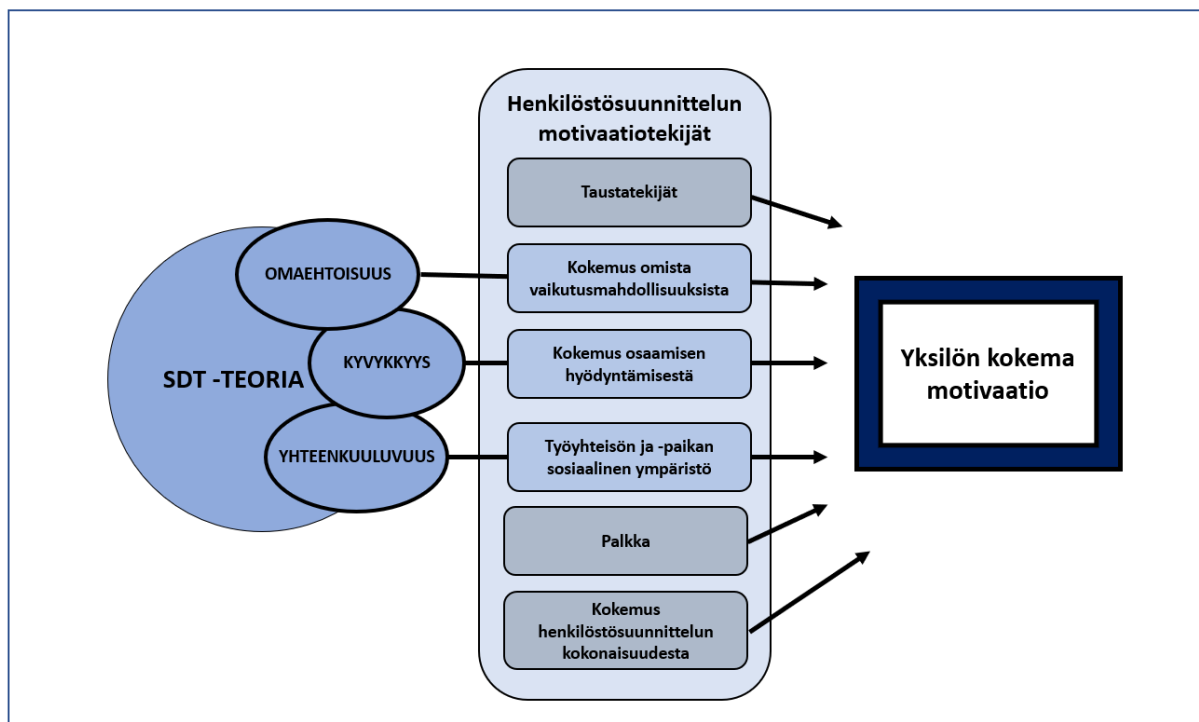 Henkilöstösuunnittelun
motivaatiotekijät
Taustatekijät
OMAEHTOISUUS
Kokemus omista
vaikutusmahdollisuuksista
SDT -TEORIA
KYVYKKYYS
Kokemus osaamisen
hyödyntämisestä
YHTEENKUULUVUUS
Työyhteisön ja -paikan
sosiaalinen ympäristö
Palkka
Kokemus
henkilöstösuunnittelun
kokonaisuudesta
Yksilön kokema
motivaatio